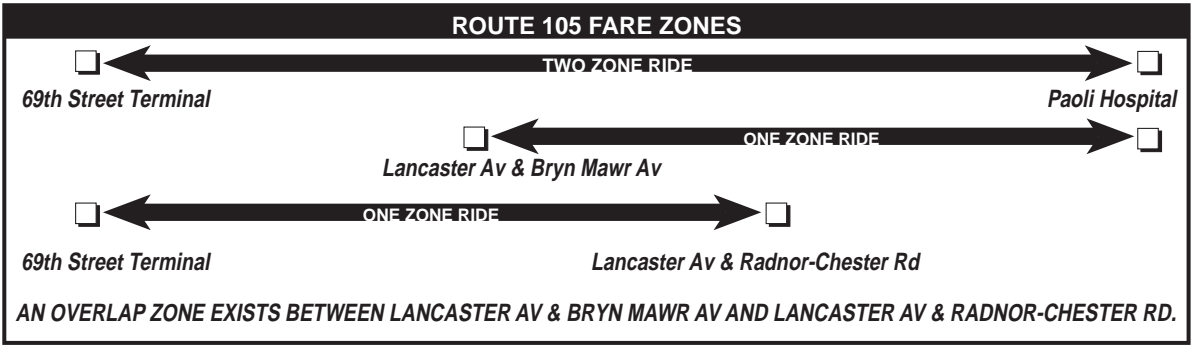 ROUTE 105 FARE ZONES
TWO ZONE RIDE
69th Street Terminal
Paoli Hospital
ONE ZONE RIDE
Lancaster Av & Bryn Mawr Av
ONE ZONE RIDE
69th Street Terminal
Lancaster Av & Radnor-Chester Rd
AN OVERLAP ZONE EXISTS BETWEEN LANCASTER AV & BRYN MAWR AV AND LANCASTER AV & RADNOR-CHESTER RD.